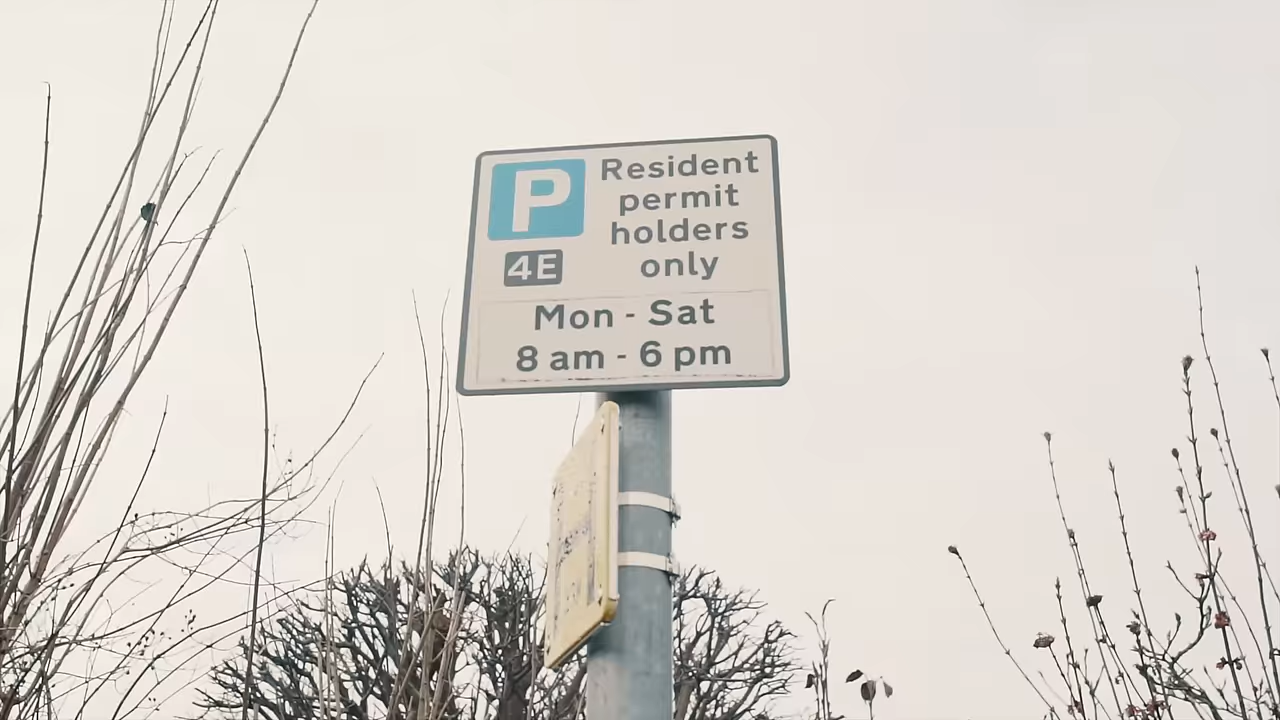 P
Resident
permit
holders
only
4E
Mon - Sat
8 am - 6 pm